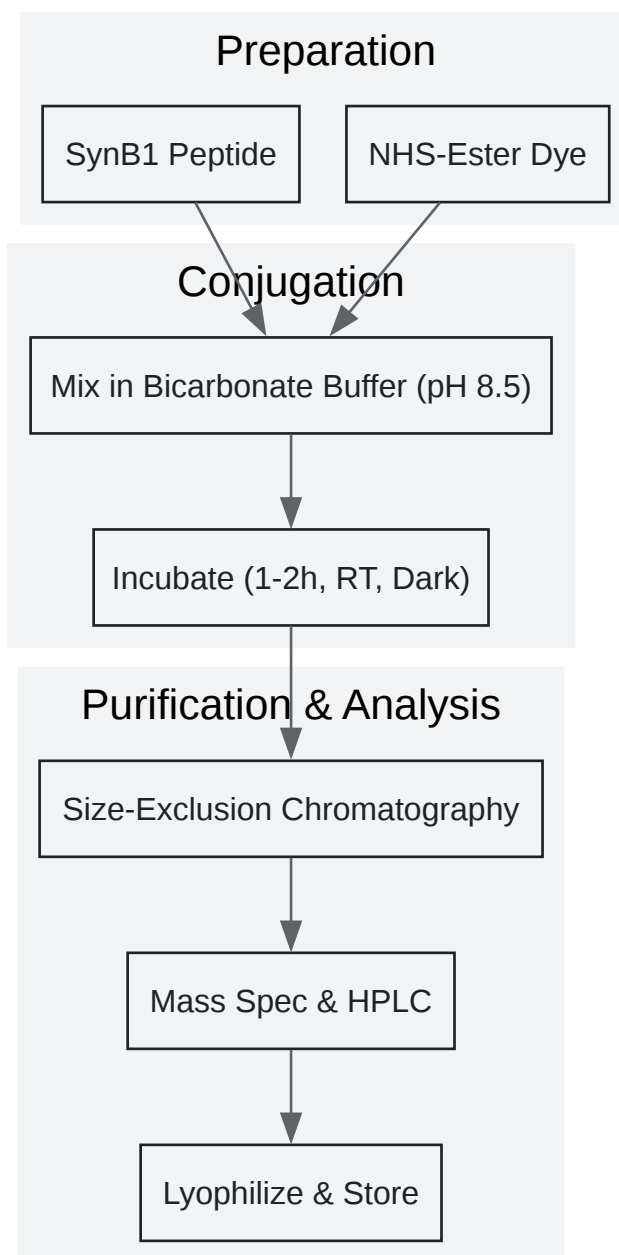 Preparation
SynB1 Peptide
NHS-Ester Dye
Conjugation
Mix in Bicarbonate Buffer (pH 8.5)
Incubate (1-2h, RT, Dark)
Purification & Analysis
Size-Exclusion Chromatography
Mass Spec & HPLC
Lyophilize & Store